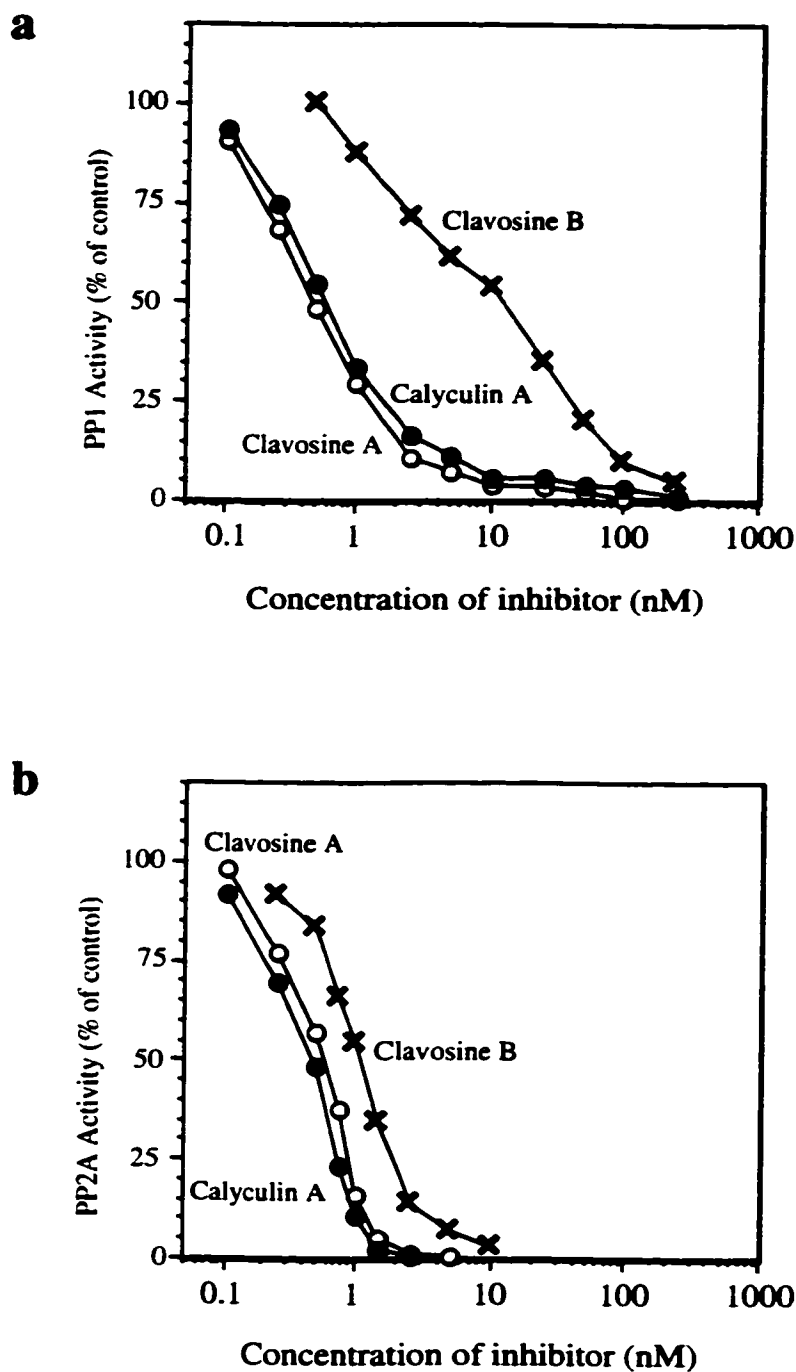 a
PP1 Activity (% of control)
100
75
50
25
0
Clavosine B
Calyculin A
Clavosine A
0.1 1 10 100 1000
Concentration of inhibitor (nM)
b
PP2A Activity (% of control)
100
75
50
25
0
Clavosine A
Clavosine B
Calyculin A
0.1 1 10 100 1000
Concentration of inhibitor (nM)